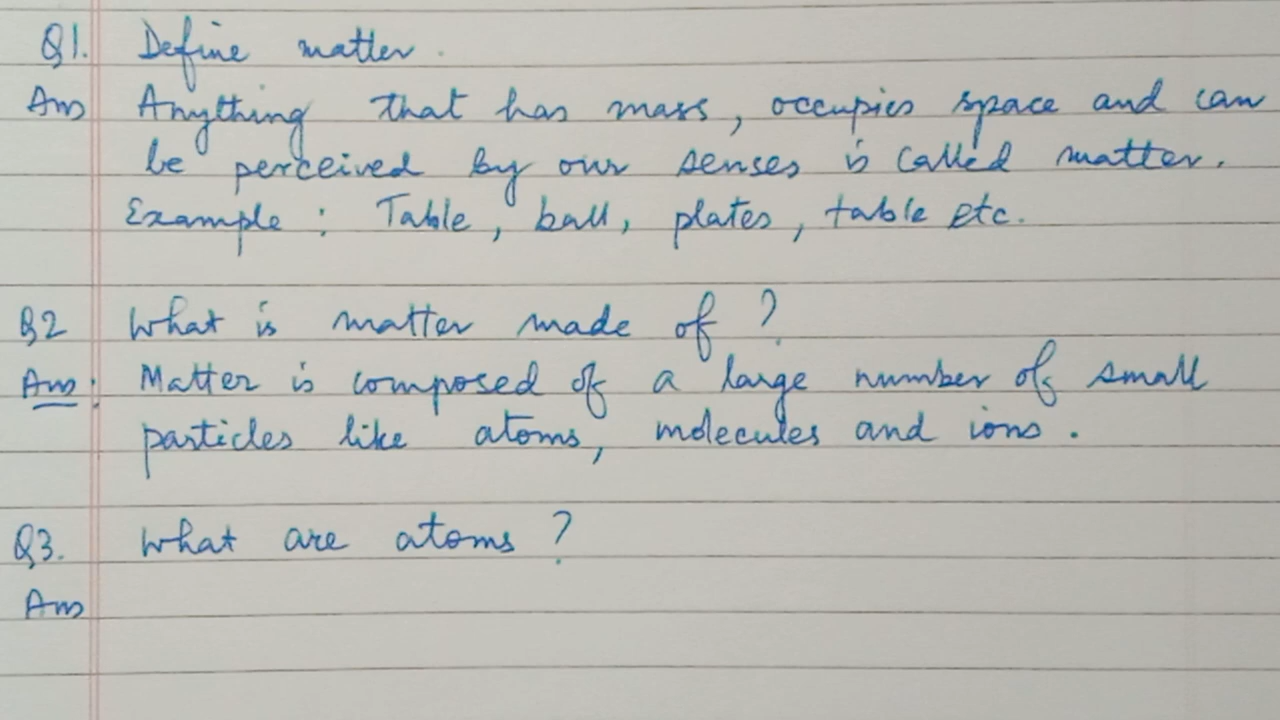 Q1. Define matter.
Ans Anything that has mass, occupies space and can
be perceived by our senses is called matter.
Example : Table, ball, plates, table etc.
Q2 What is matter made of ?
Ans: Matter is composed of a large number of small
particles like atoms, molecules and ions.
Q3. What are atoms ?
Ans